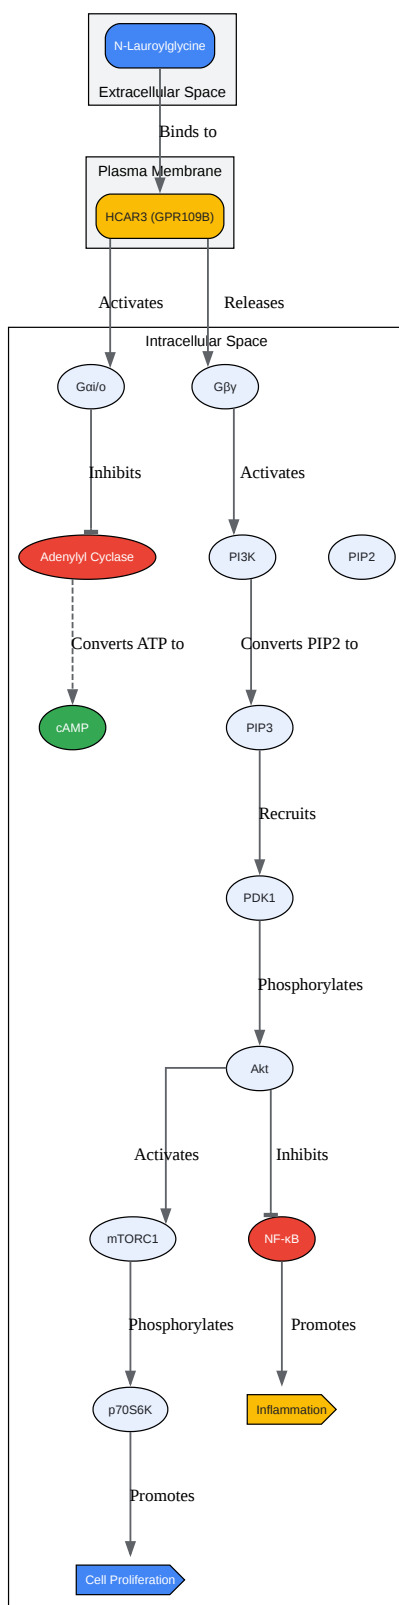 N-Lauroylglycine
Extracellular Space
Binds to
Plasma Membrane
HCAR3 (GPR109B)
Activates
Releases
Intracellular Space
Gαi/o
Gβγ
Inhibits
Activates
Adenylyl Cyclase
PI3K
PIP2
Converts ATP to
Converts PIP2 to
cAMP
PIP3
Recruits
PDK1
Phosphorylates
Akt
Activates
Inhibits
mTORC1
NF-κB
Phosphorylates
Promotes
p70S6K
Inflammation
Promotes
Cell Proliferation